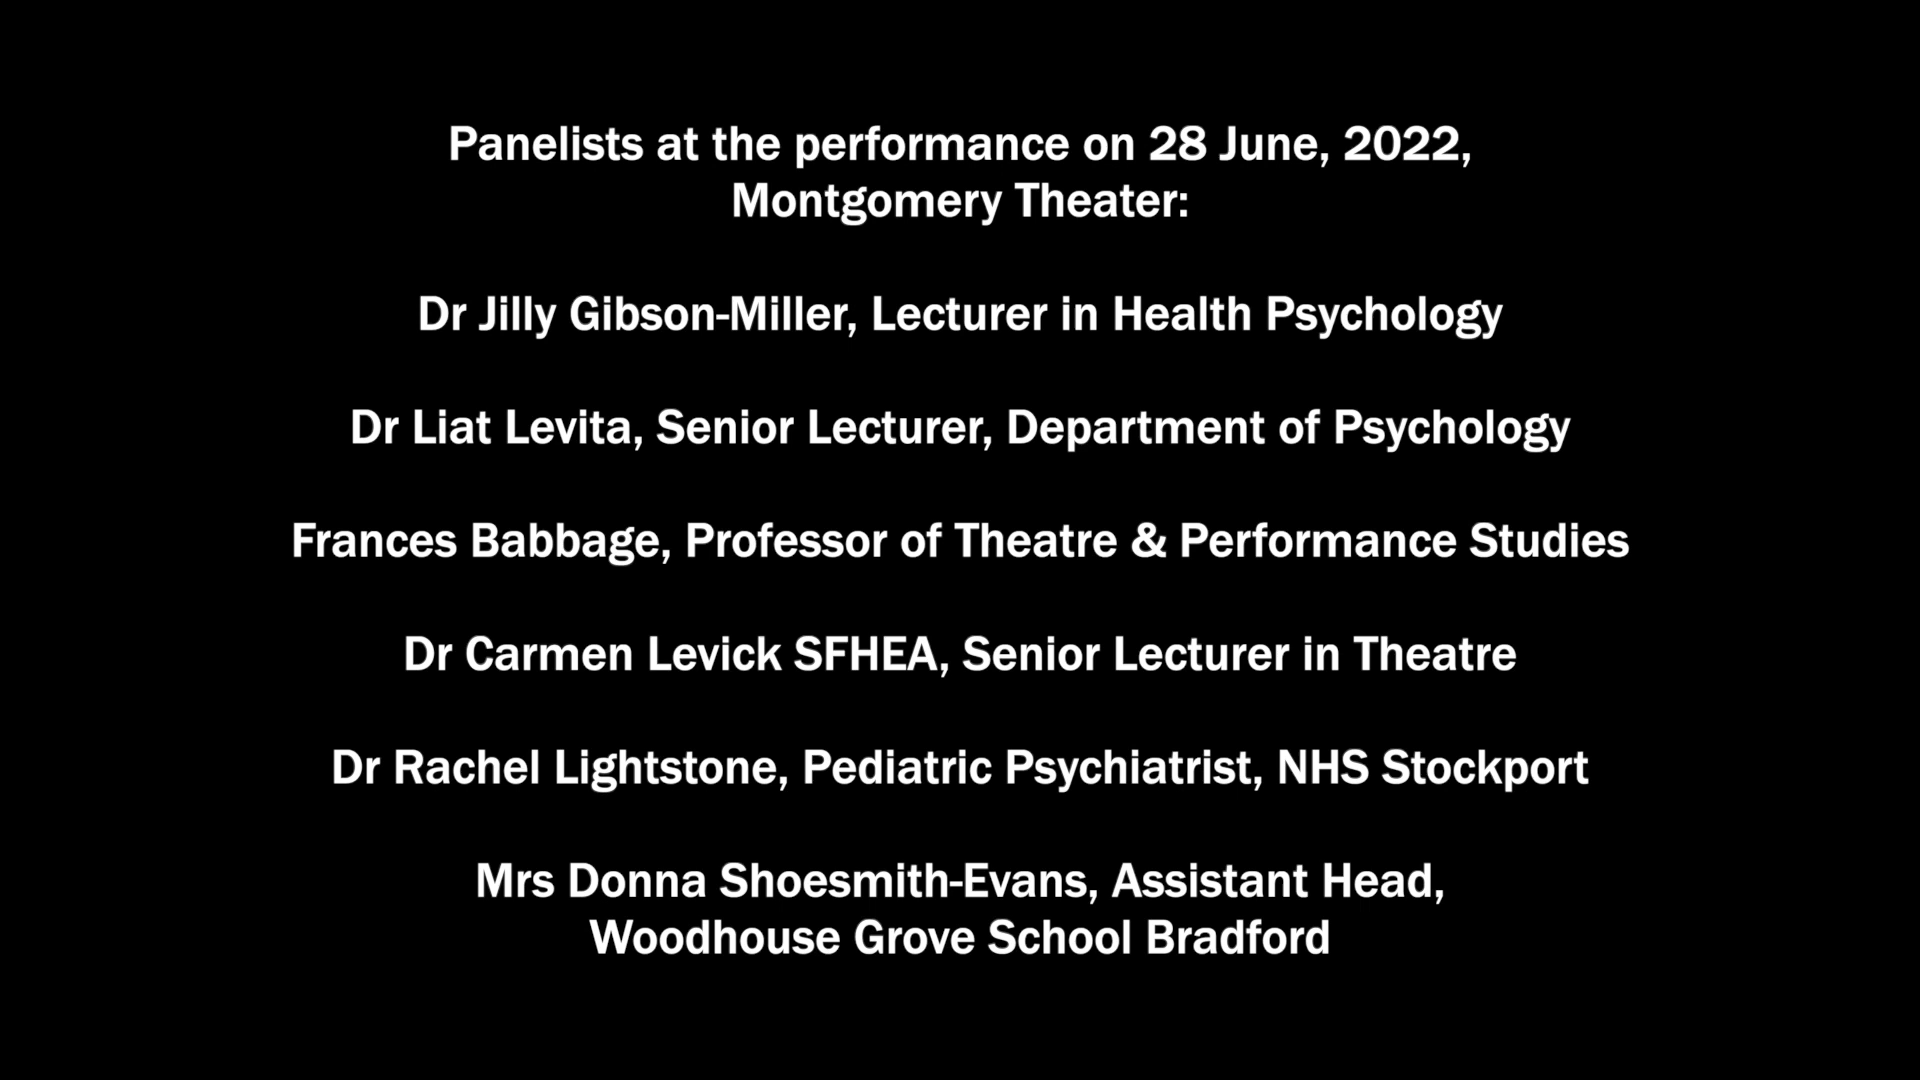 Panelists at the performance on 28 June, 2022,
Montgomery Theater:
Dr Jilly Gibson-Miller, Lecturer in Health Psychology
Dr Liat Levita, Senior Lecturer, Department of Psychology
Frances Babbage, Professor of Theatre & Performance Studies
Dr Carmen Levick SFHEA, Senior Lecturer in Theatre
Dr Rachel Lightstone, Pediatric Psychiatrist, NHS Stockport
Mrs Donna Shoesmith-Evans, Assistant Head,
Woodhouse Grove School Bradford